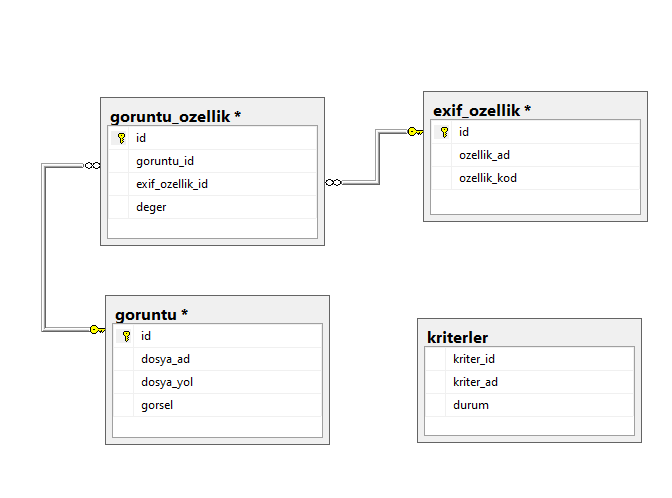 goruntu_ozellik *
id
goruntu_id
exif_ozellik_id
deger
exif_ozellik *
id
ozellik_ad
ozellik_kod
goruntu *
id
dosya_ad
dosya_yol
gorsel
kriterler
kriter_id
kriter_ad
durum